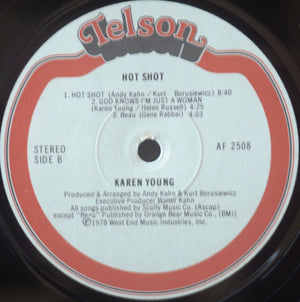 Telson
HOT SHOT
1. HOT SHOT (Andy Kahn / Kurt Borusiewicz) 8:40
2. GOD KNOWS I'M JUST A WOMAN
(Karen Young / Helen Russell) 4:25
3. Beau (Gene Rabbai) 4:03
STEREO
SIDE B
AF 2508
KAREN YOUNG
Produced & Arranged by Andy Kahn & Kurt Borusiewicz
Executive Producer Walter Kahn
All songs published by Scully Music Co. (Ascap)
except "Beau" Published by Orange Bear Music Co., (BMI)
Ⓟ1978 West End Music Industries, Inc.